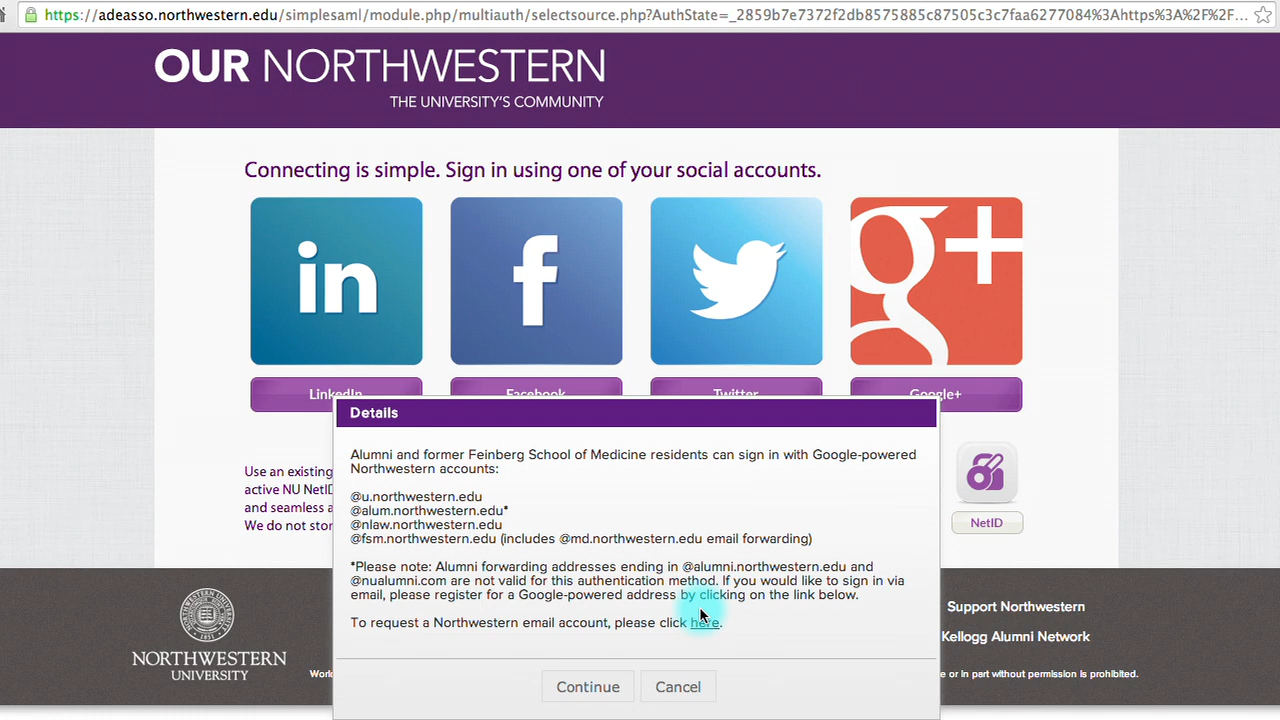 https://adeasso.northwestern.edu/simplesaml/module.php/multiauth/selectsource.php?AuthState=_2859b7e7372f2db8575885c87505c3c7faa6277084%3Ahttps%3A%2F%2F...
OUR NORTHWESTERN
THE UNIVERSITY'S COMMUNITY
Connecting is simple. Sign in using one of your social accounts.
in f g+
LinkedIn Facebook Twitter Google+
Details
Alumni and former Feinberg School of Medicine residents can sign in with Google-powered
Northwestern accounts:
@u.northwestern.edu
@alum.northwestern.edu*
@nlaw.northwestern.edu
@fsm.northwestern.edu (includes @md.northwestern.edu email forwarding)
*Please note: Alumni forwarding addresses ending in @alumni.northwestern.edu and
@nualumni.com are not valid for this authentication method. If you would like to sign in via
email, please register for a Google-powered address by clicking on the link below.
To request a Northwestern email account, please click here.
Continue Cancel
Use an existing
active NU NetID
and seamless a
We do not stor
NetID
NORTHWESTERN
UNIVERSITY
Support Northwestern
Kellogg Alumni Network
e or in part without permission is prohibited.